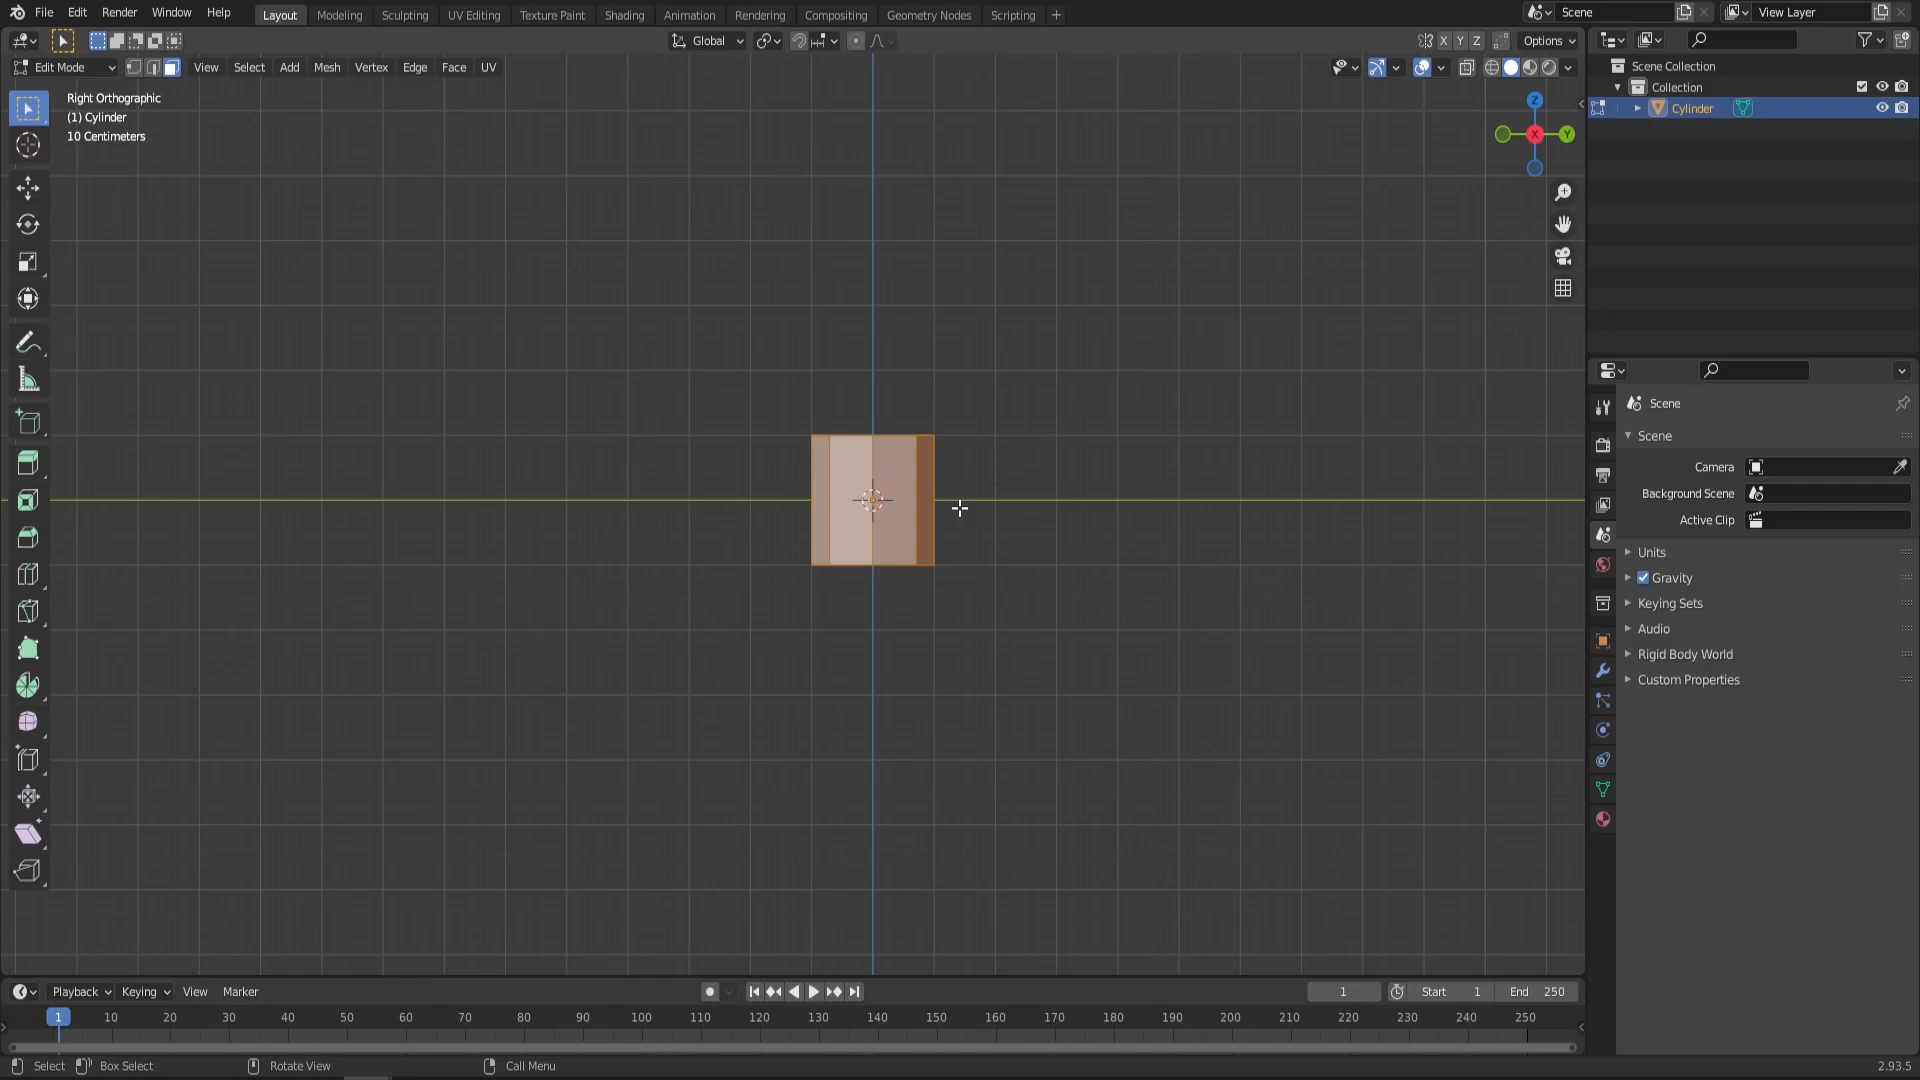 File Edit Render Window Help Layout Modeling Sculpting UV Editing Texture Paint Shading Animation Rendering Compositing Geometry Nodes Scripting + Scene View Layer
Global X Y Z Options
Edit Mode View Select Add Mesh Vertex Edge Face UV
Scene Collection
Collection
Cylinder
Right Orthographic
(1) Cylinder
10 Centimeters
Z
X
Y
Scene
Scene
Camera
Background Scene
Active Clip
Units
Gravity
Keying Sets
Audio
Rigid Body World
Custom Properties
Playback Keying View Marker 1 Start 1 End 250
1 10 20 30 40 50 60 70 80 90 100 110 120 130 140 150 160 170 180 190 200 210 220 230 240 250
Select Box Select Rotate View Call Menu 2.93.5